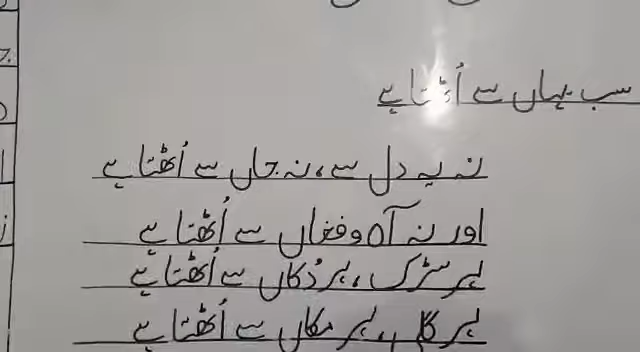 سب یہاں سے اُٹھتا ہے
نہ یہ دل سے، نہ جاں سے اُٹھتا ہے
اور نہ آہ و فغاں سے اُٹھتا ہے
ہر سڑک، ہر دُکاں سے اُٹھتا ہے
ہر گلی، ہر مکاں سے اُٹھتا ہے